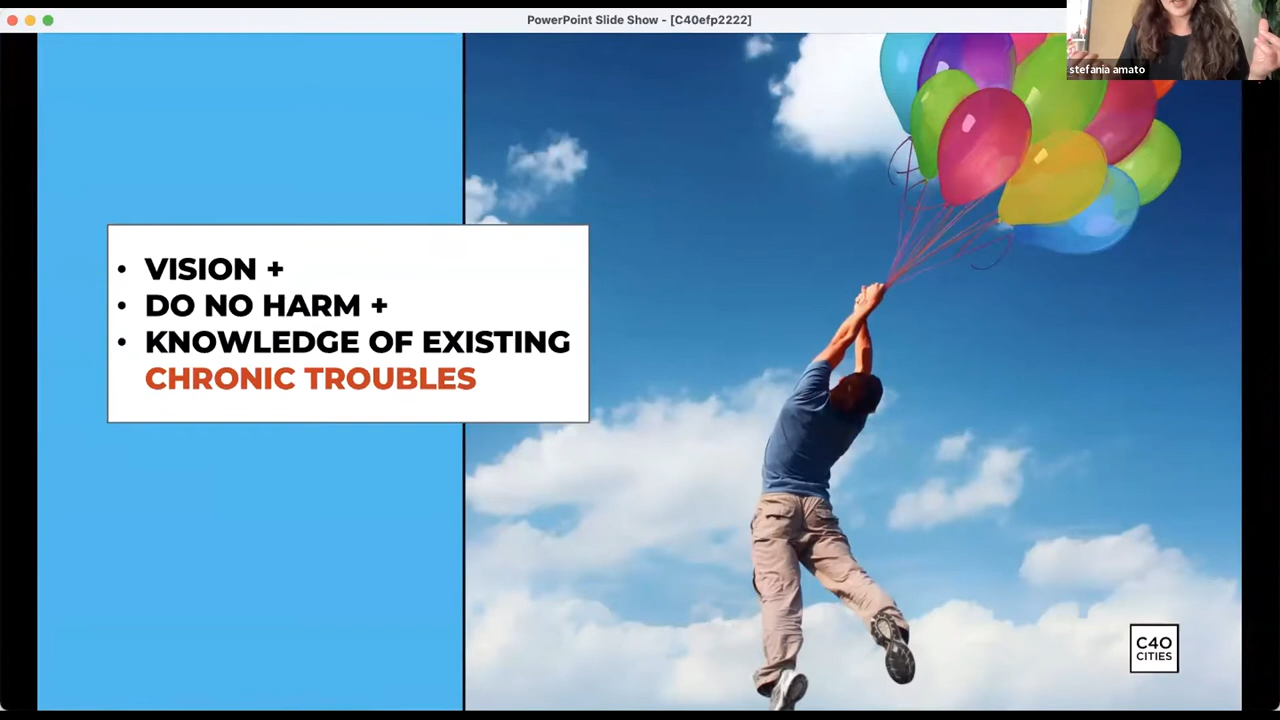 PowerPoint Slide Show - [C40efp2222]
stefania amato
• VISION +
• DO NO HARM +
• KNOWLEDGE OF EXISTING
CHRONIC TROUBLES
C40
CITIES